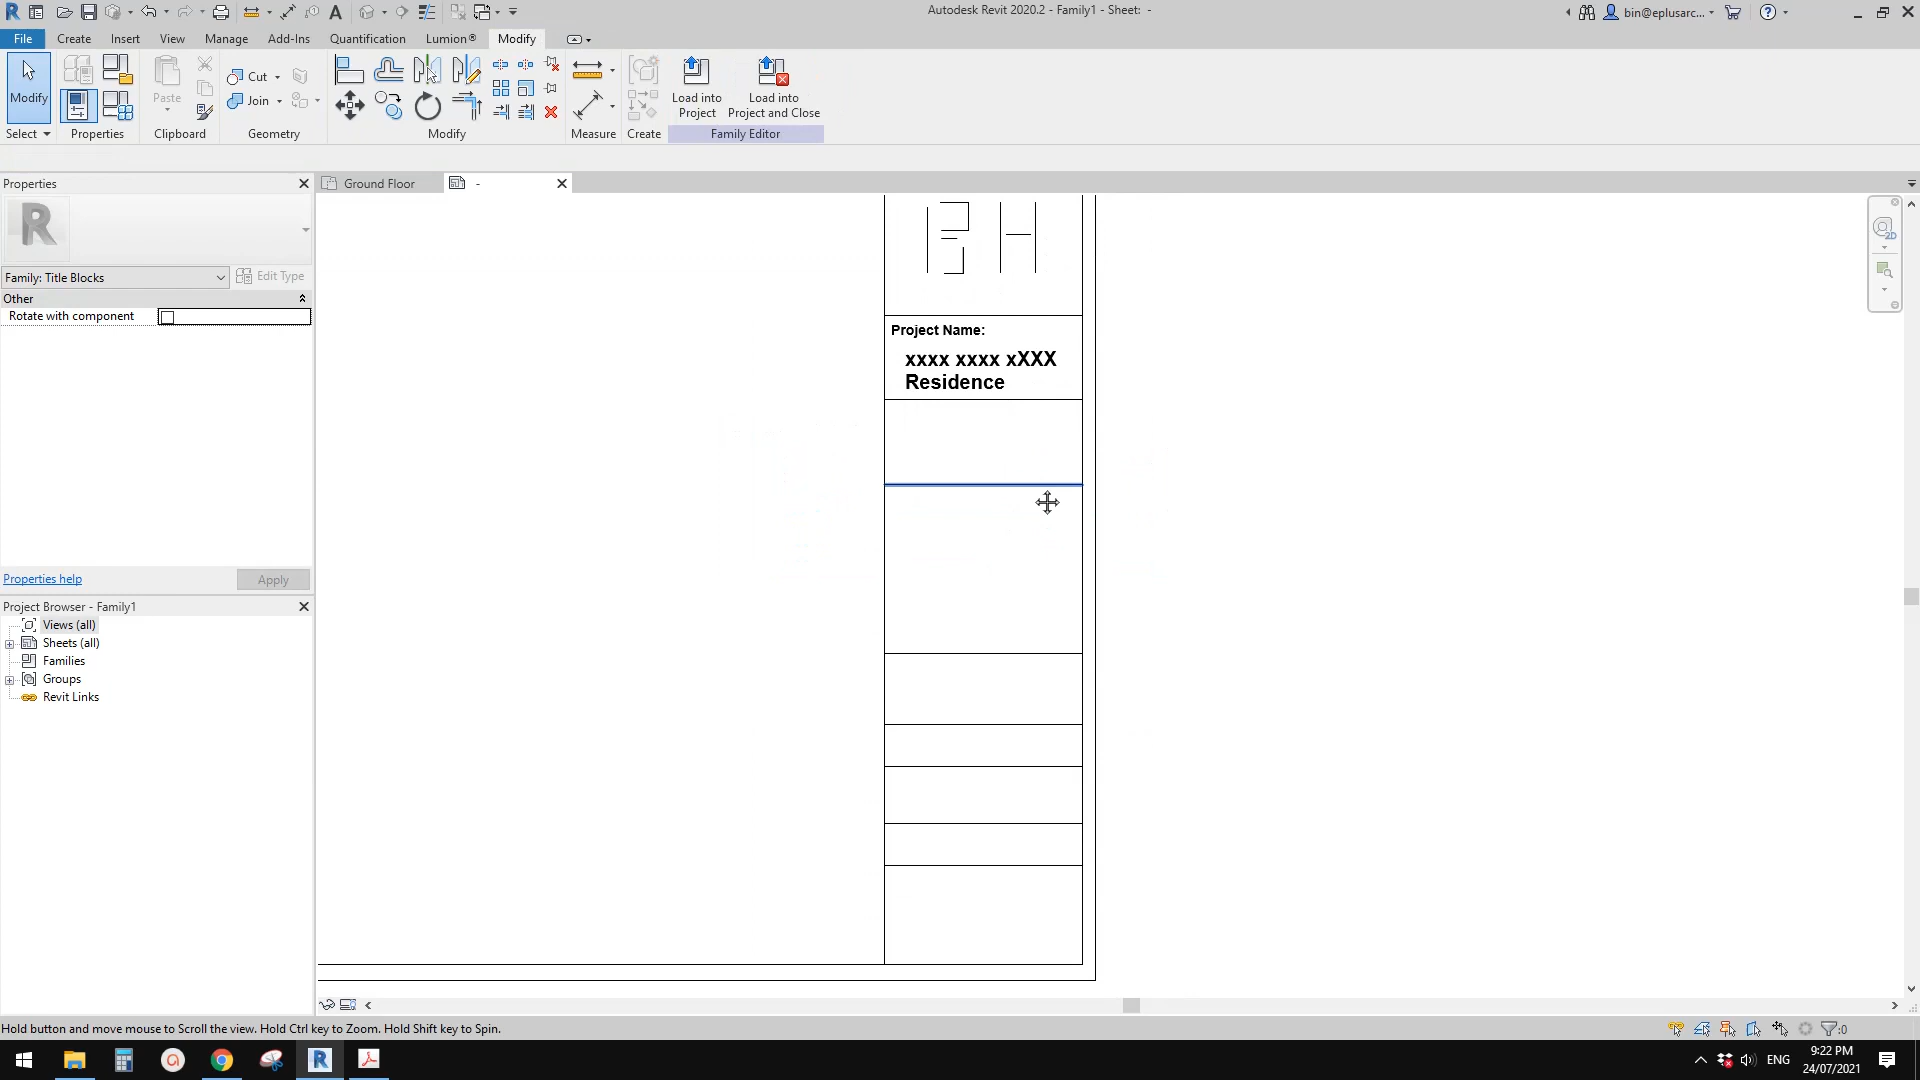 Autodesk Revit 2020.2 - Family1 - Sheet: -
bin@eplusarc...
File Create Insert View Manage Add-Ins Quantification Lumion® Modify
Modify
Paste
Cut
Join
Load into Project
Load into Project and Close
Select Properties Clipboard Geometry Modify Measure Create Family Editor
Properties
Ground Floor
-
R
Family: Title Blocks
Edit Type
Other
Rotate with component
Properties help
Apply
Project Browser - Family1
Views (all)
Sheets (all)
Families
Groups
Revit Links
Project Name:
xxxx xxxx xXXX
Residence
2D
Hold button and move mouse to Scroll the view. Hold Ctrl key to Zoom. Hold Shift key to Spin.
:0
ENG
9:22 PM
24/07/2021